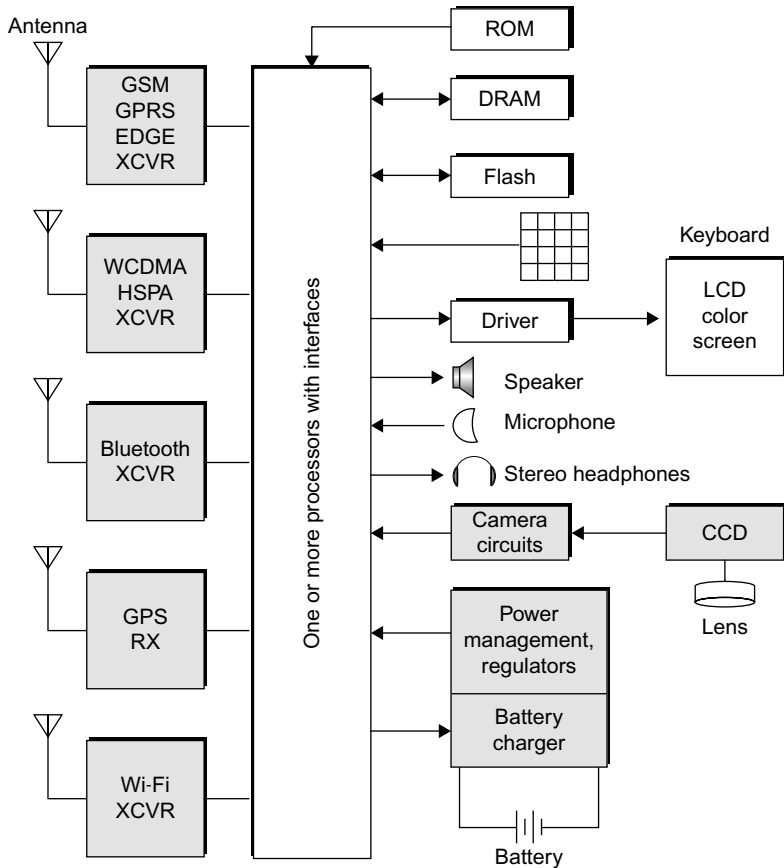 Antenna
GSM
GPRS
EDGE
XCVR
WCDMA
HSPA
XCVR
Bluetooth
XCVR
GPS
RX
Wi-Fi
XCVR
One or more processors with interfaces
ROM
DRAM
Flash
Keyboard
Driver
LCD
color
screen
Speaker
Microphone
Stereo headphones
Camera
circuits
CCD
Lens
Power
management,
regulators
Battery
charger
Battery